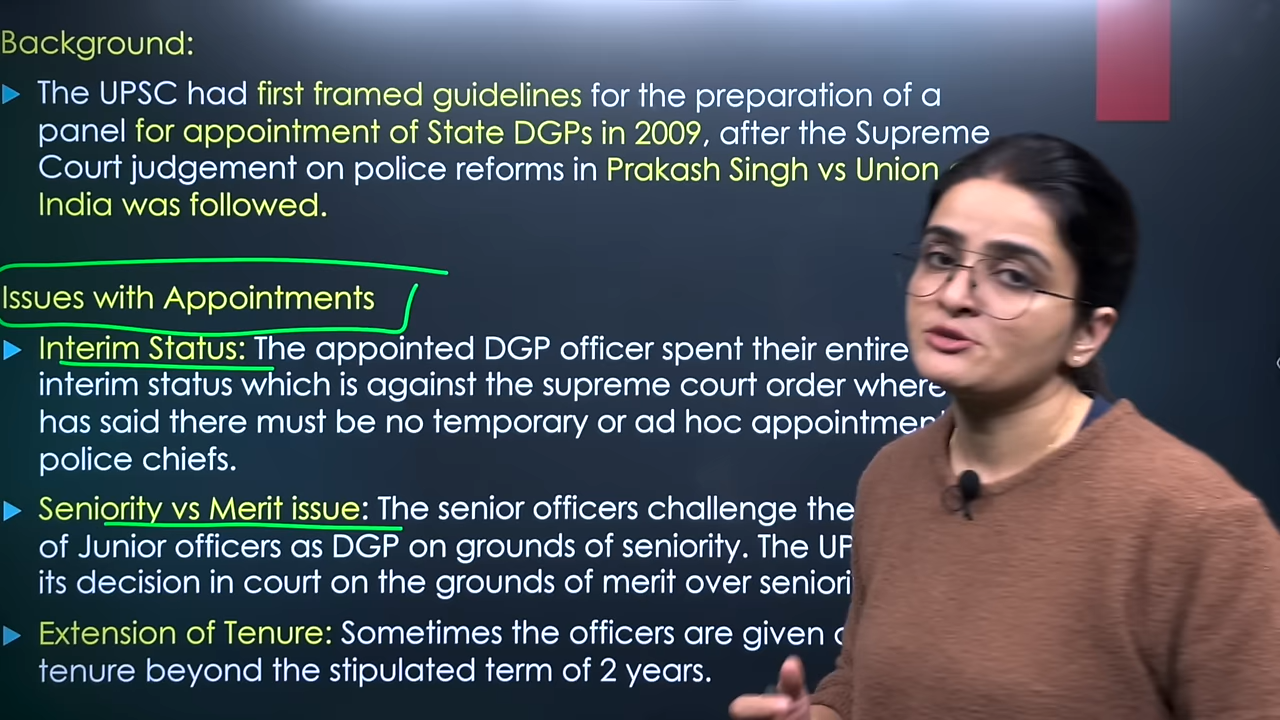 Background:
The UPSC had first framed guidelines for the preparation of a
panel for appointment of State DGPs in 2009, after the Supreme
Court judgement on police reforms in Prakash Singh vs Union
India was followed.
Issues with Appointments
Interim Status: The appointed DGP officer spent their entire
interim status which is against the supreme court order where
has said there must be no temporary or ad hoc appointmen
police chiefs.
Seniority vs Merit issue: The senior officers challenge the
of Junior officers as DGP on grounds of seniority. The UP
its decision in court on the grounds of merit over seniori
Extension of Tenure: Sometimes the officers are given
tenure beyond the stipulated term of 2 years.